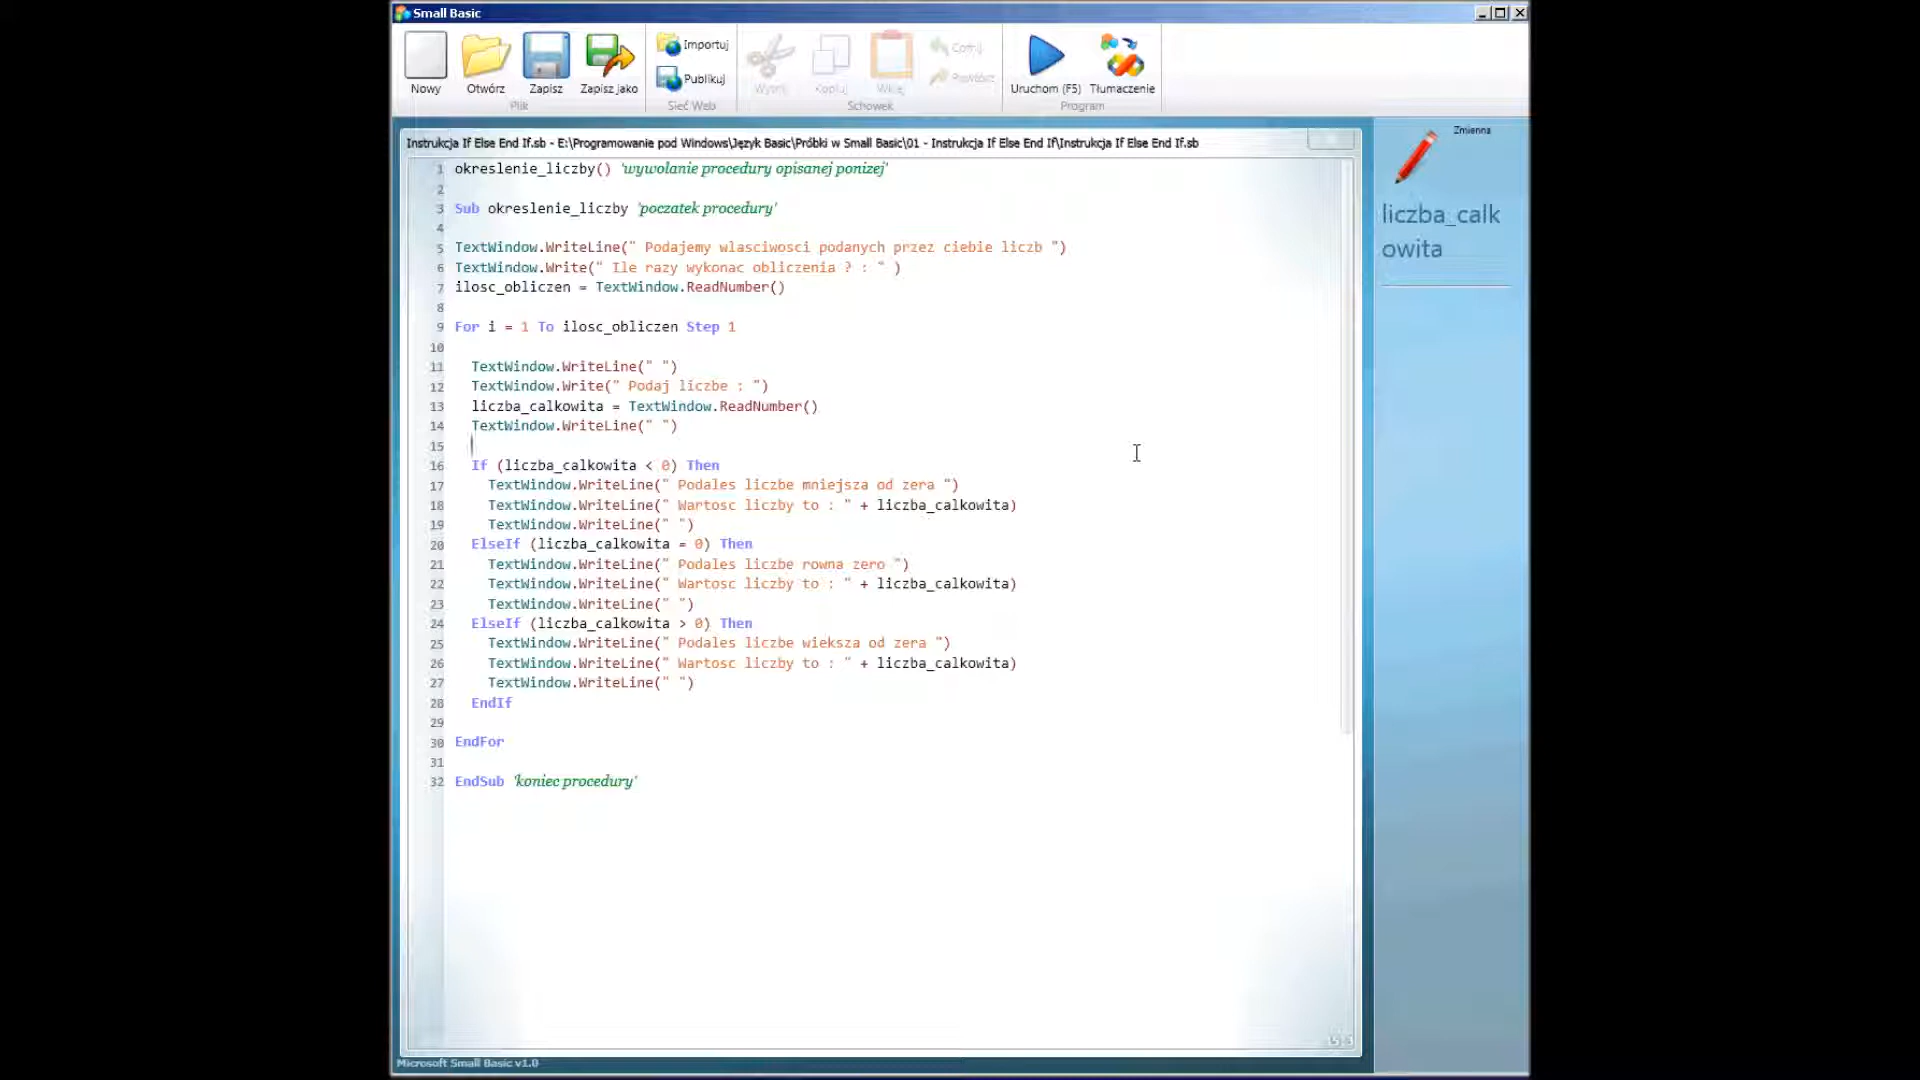 Small Basic
Nowy
Otwórz
Zapisz
Zapisz jako
Importuj
Publikuj
Wytnij
Kopiuj
Wklej
Cofnij
Powtórz
Uruchom (F5)
Tłumaczenie
Plik
Sieć Web
Schowek
Program
Instrukcja If Else End If.sb - E:\Programowanie pod Windows\Język Basic\Próbki w Small Basic\01 - Instrukcja If Else End If\Instrukcja If Else End If.sb
1 okreslenie_liczby() 'wywolanie procedury opisanej ponizej'
2
3 Sub okreslenie_liczby 'poczatek procedury'
4
5 TextWindow.WriteLine(" Podajemy wlasciwosci podanych przez ciebie liczb ")
6 TextWindow.Write(" Ile razy wykonac obliczenia ? : " )
7 ilosc_obliczen = TextWindow.ReadNumber()
8
9 For i = 1 To ilosc_obliczen Step 1
10
11 TextWindow.WriteLine(" ")
12 TextWindow.Write(" Podaj liczbe : ")
13 liczba_calkowita = TextWindow.ReadNumber()
14 TextWindow.WriteLine(" ")
15
16 If (liczba_calkowita < 0) Then
17 TextWindow.WriteLine(" Podales liczbe mniejsza od zera ")
18 TextWindow.WriteLine(" Wartosc liczby to : " + liczba_calkowita)
19 TextWindow.WriteLine(" ")
20 ElseIf (liczba_calkowita = 0) Then
21 TextWindow.WriteLine(" Podales liczbe rowna zero ")
22 TextWindow.WriteLine(" Wartosc liczby to : " + liczba_calkowita)
23 TextWindow.WriteLine(" ")
24 ElseIf (liczba_calkowita > 0) Then
25 TextWindow.WriteLine(" Podales liczbe wieksza od zera ")
26 TextWindow.WriteLine(" Wartosc liczby to : " + liczba_calkowita)
27 TextWindow.WriteLine(" ")
28 EndIf
29
30 EndFor
31
32 EndSub 'koniec procedury'
Zmienna
liczba_calk
owita
Microsoft Small Basic v1.0